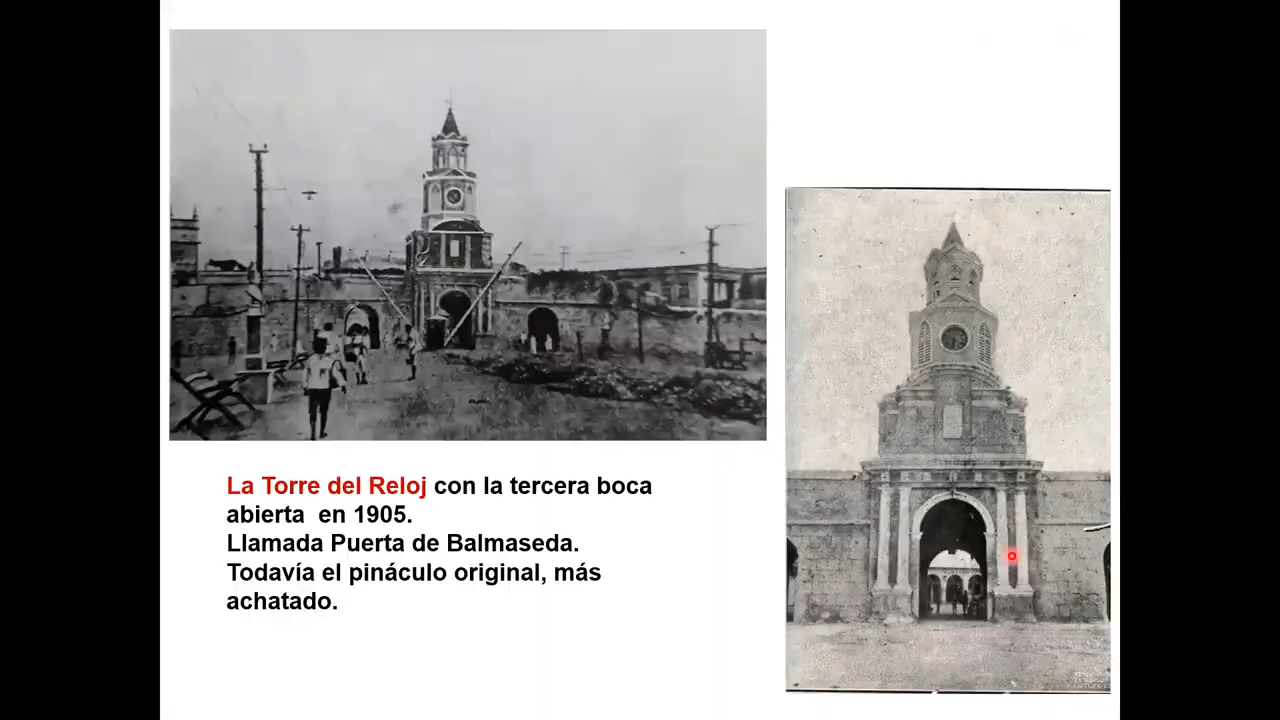 La Torre del Reloj con la tercera boca
abierta  en 1905.
Llamada Puerta de Balmaseda.
Todavía el pináculo original, más
achatado.